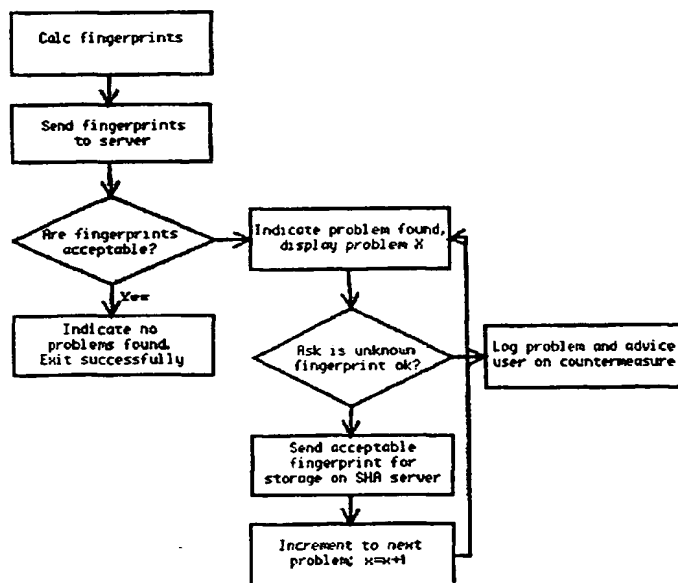 Calc fingerprints
Send fingerprints
to server
Are fingerprints
acceptable?
Yes
Indicate no
problems found.
Exit successfully
Indicate problem found,
display problem X
Ask is unknown
fingerprint ok?
Log problem and advice
user on countermeasure
Send acceptable
fingerprint for
storage on SHA server
Increment to next
problem; x=x+1